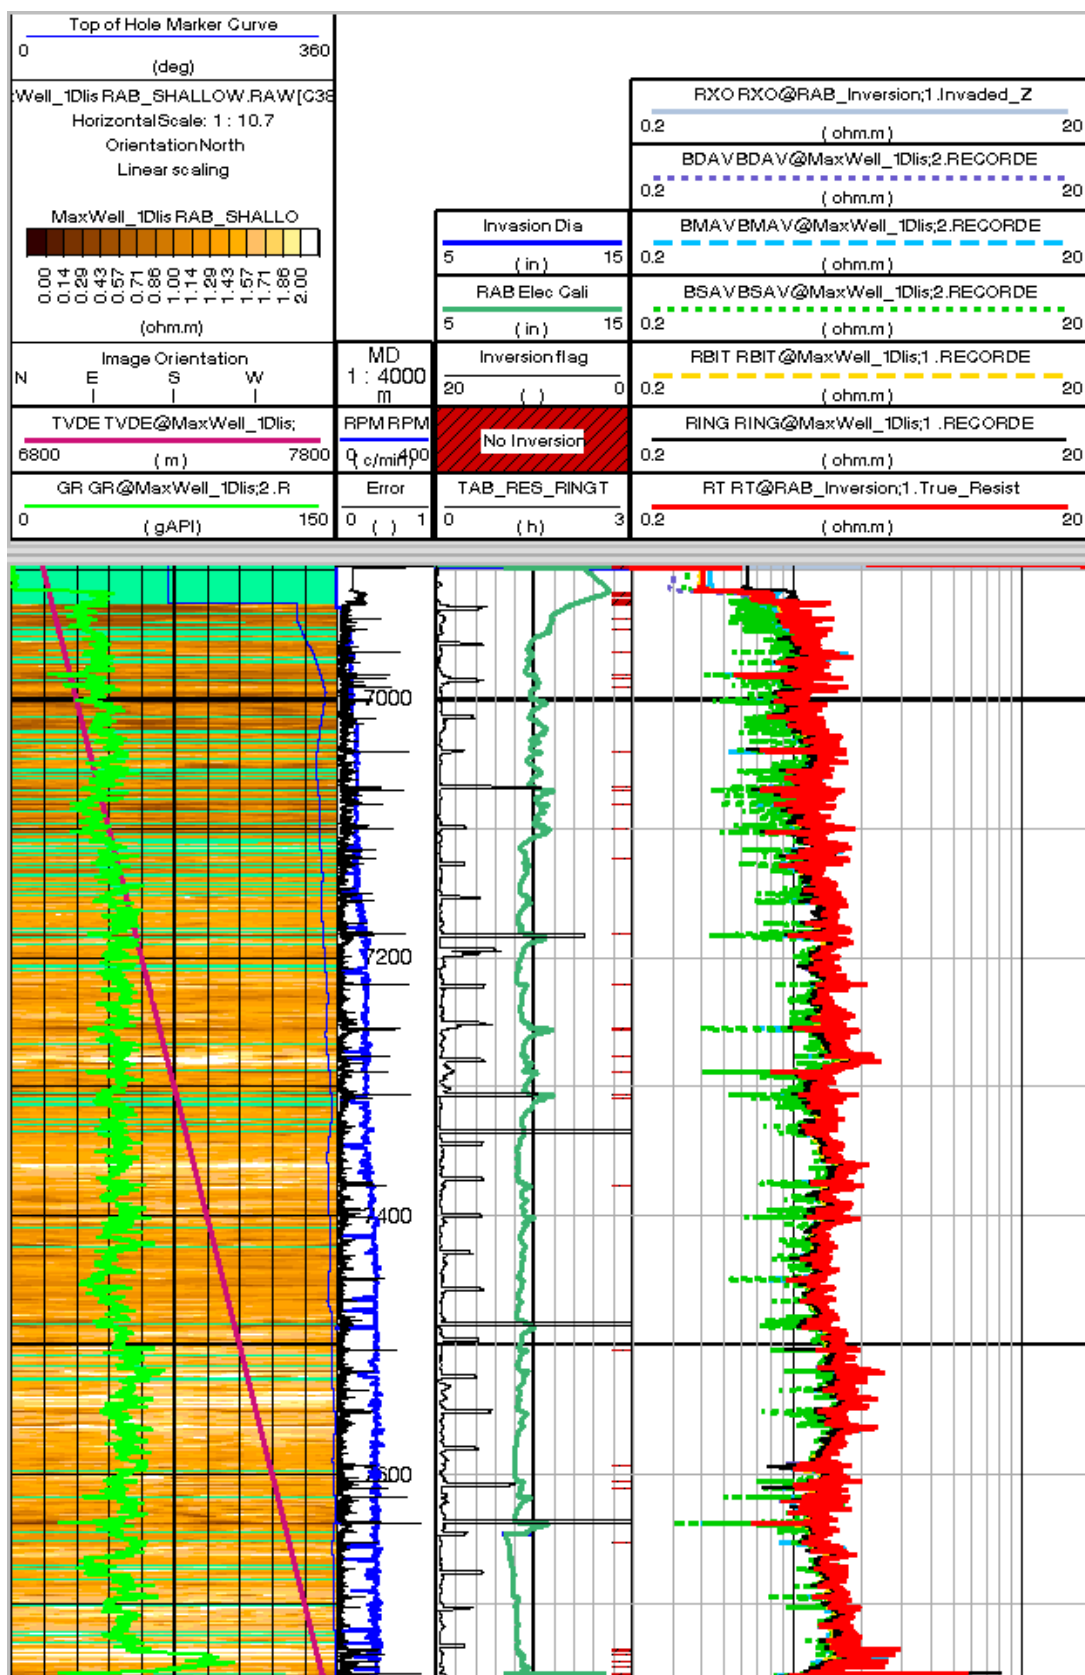 Top of Hole Marker Curve
0 360
(deg)
:Well_1Dlis RAB_SHALLOW.RAW[C38
Horizontal Scale: 1 : 10.7
Orientation North
Linear scaling
MaxWell_1Dlis RAB_SHALLO
0.00 0.14 0.29 0.43 0.57 0.71 0.86 1.00 1.14 1.29 1.43 1.57 1.71 1.86 2.00
(ohm.m)
Image Orientation
N E S W
TVDE TVDE@MaxWell_1Dlis;
6800 (m) 7800
GR GR@MaxWell_1Dlis;2.R
0 (gAPI) 150
MD
1 : 4000
m
RPM RPM
0 (c/min) 400
Error
0 ( ) 1
Invasion Dia
5 (in) 15
RAB Elec Cali
5 (in) 15
Inversion flag
20 ( ) 0
No Inversion
TAB_RES_RINGT
0 (h) 3
RXO RXO@RAB_Inversion;1.Invaded_Z
0.2 (ohm.m) 20
BDAV BDAV@MaxWell_1Dlis;2.RECORDE
0.2 (ohm.m) 20
BMAV BMAV@MaxWell_1Dlis;2.RECORDE
0.2 (ohm.m) 20
BSAV BSAV@MaxWell_1Dlis;2.RECORDE
0.2 (ohm.m) 20
RBIT RBIT@MaxWell_1Dlis;1.RECORDE
0.2 (ohm.m) 20
RING RING@MaxWell_1Dlis;1.RECORDE
0.2 (ohm.m) 20
RT RT@RAB_Inversion;1.True_Resist
0.2 (ohm.m) 20
7000
7200
400
600